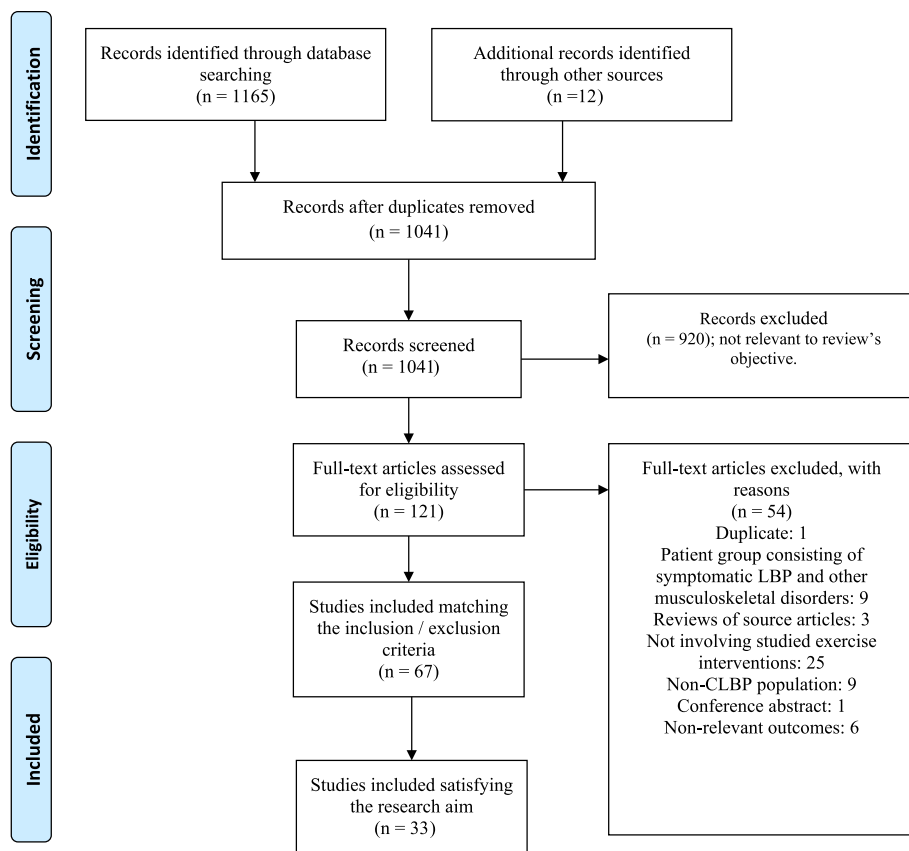 Identification
Records identified through database
searching
(n = 1165)
Additional records identified
through other sources
(n =12)
Records after duplicates removed
(n = 1041)
Screening
Records screened
(n = 1041)
Records excluded
(n = 920); not relevant to review's
objective.
Eligibility
Full-text articles assessed
for eligibility
(n = 121)
Full-text articles excluded, with
reasons
(n = 54)
Duplicate: 1
Patient group consisting of
symptomatic LBP and other
musculoskeletal disorders: 9
Reviews of source articles: 3
Not involving studied exercise
interventions: 25
Non-CLBP population: 9
Conference abstract: 1
Non-relevant outcomes: 6
Studies included matching
the inclusion / exclusion
criteria
(n = 67)
Included
Studies included satisfying
the research aim
(n = 33)